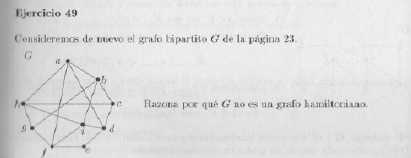 Ejercicio 49
Consideremos de nuevo el grafo bipartito G de la página 23.
G
a
b
h
c
Razona por qué G no es un grafo hamiltoniano.
g
i
d
f
e